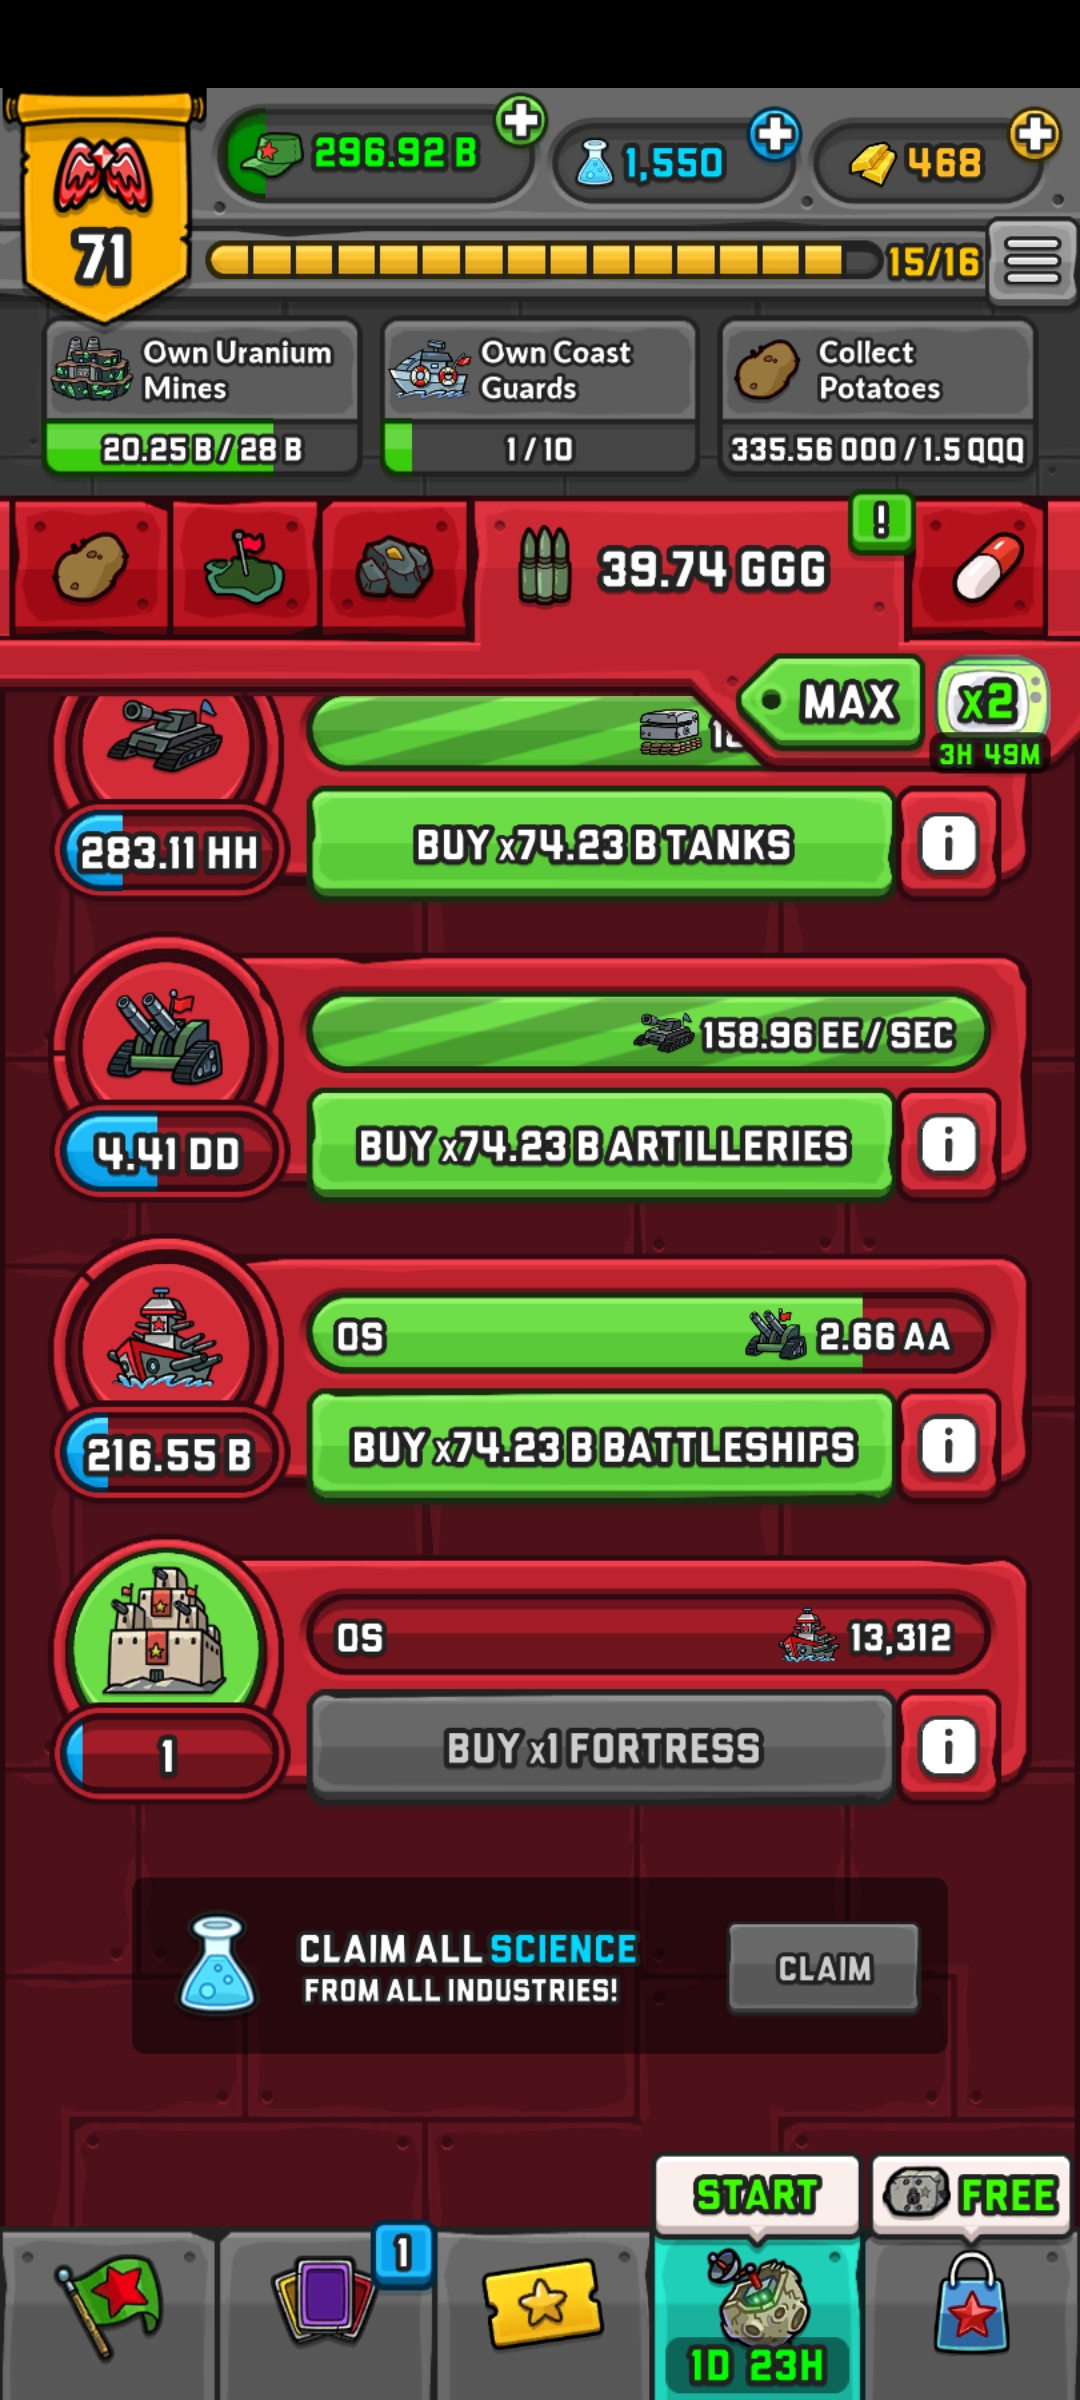 71
296.92 B
1,550
468
15/16
Own Uranium
Mines
20.25 B / 28 B
Own Coast
Guards
1 / 10
Collect
Potatoes
335.56 OOO / 1.5 QQQ
39.74 GGG
!
MAX
x2
3H 49M
283.11 HH
BUY x74.23 B TANKS
i
158.96 EE / SEC
4.41 DD
BUY x74.23 B ARTILLERIES
i
0S
2.66 AA
216.55 B
BUY x74.23 B BATTLESHIPS
i
0S
13,312
1
BUY x1 FORTRESS
i
CLAIM ALL SCIENCE
FROM ALL INDUSTRIES!
CLAIM
START
FREE
1
1D 23H